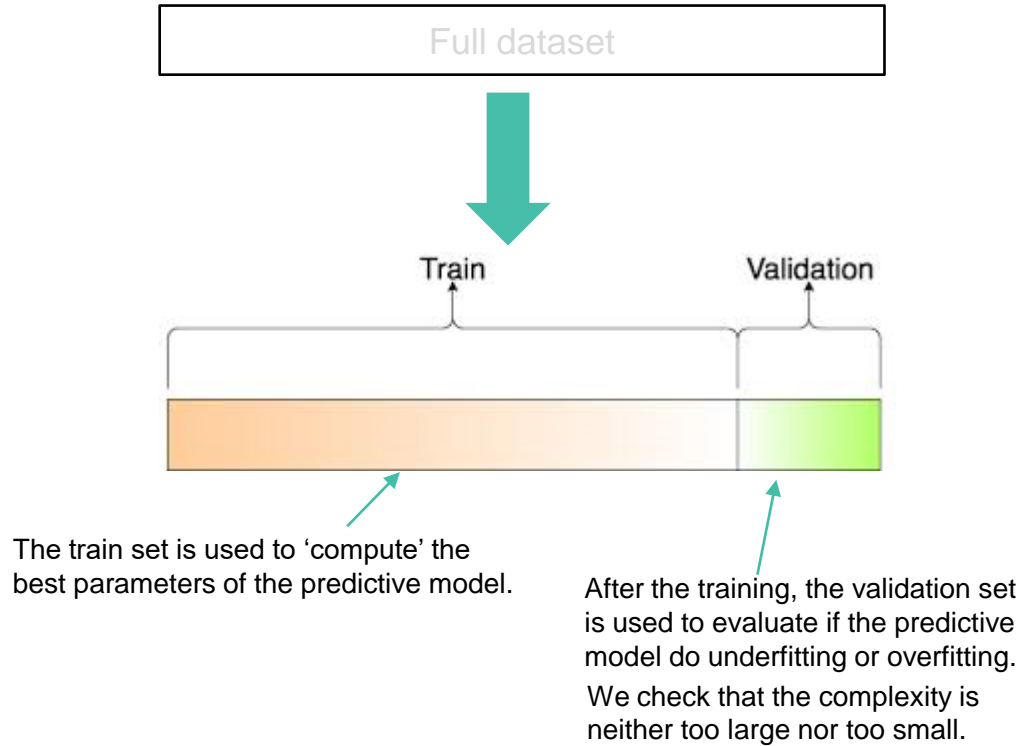 Full dataset
Train
Validation
The train set is used to ‘compute’ the
best parameters of the predictive model.
After the training, the validation set
is used to evaluate if the predictive
model do underfitting or overfitting.
We check that the complexity is
neither too large nor too small.